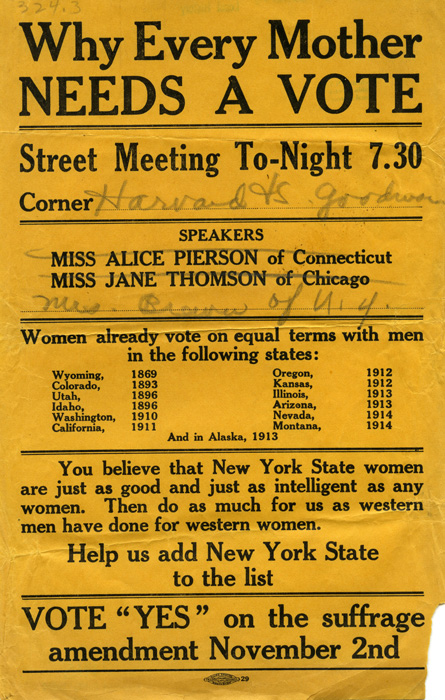 324.3
Why Every Mother
NEEDS A VOTE
Street Meeting To-Night 7.30
Corner Harvard &
SPEAKERS
MISS ALICE PIERSON of Connecticut
MISS JANE THOMSON of Chicago
Mrs. Brown of N.Y.
Women already vote on equal terms with men
in the following states:
Wyoming, 1869
Colorado, 1893
Utah, 1896
Idaho, 1896
Washington, 1910
California, 1911
Oregon, 1912
Kansas, 1912
Illinois, 1913
Arizona, 1913
Nevada, 1914
Montana, 1914
And in Alaska, 1913
You believe that New York State women
are just as good and just as intelligent as any
women. Then do as much for us as western
men have done for western women.
Help us add New York State
to the list
VOTE "YES" on the suffrage
amendment November 2nd
29